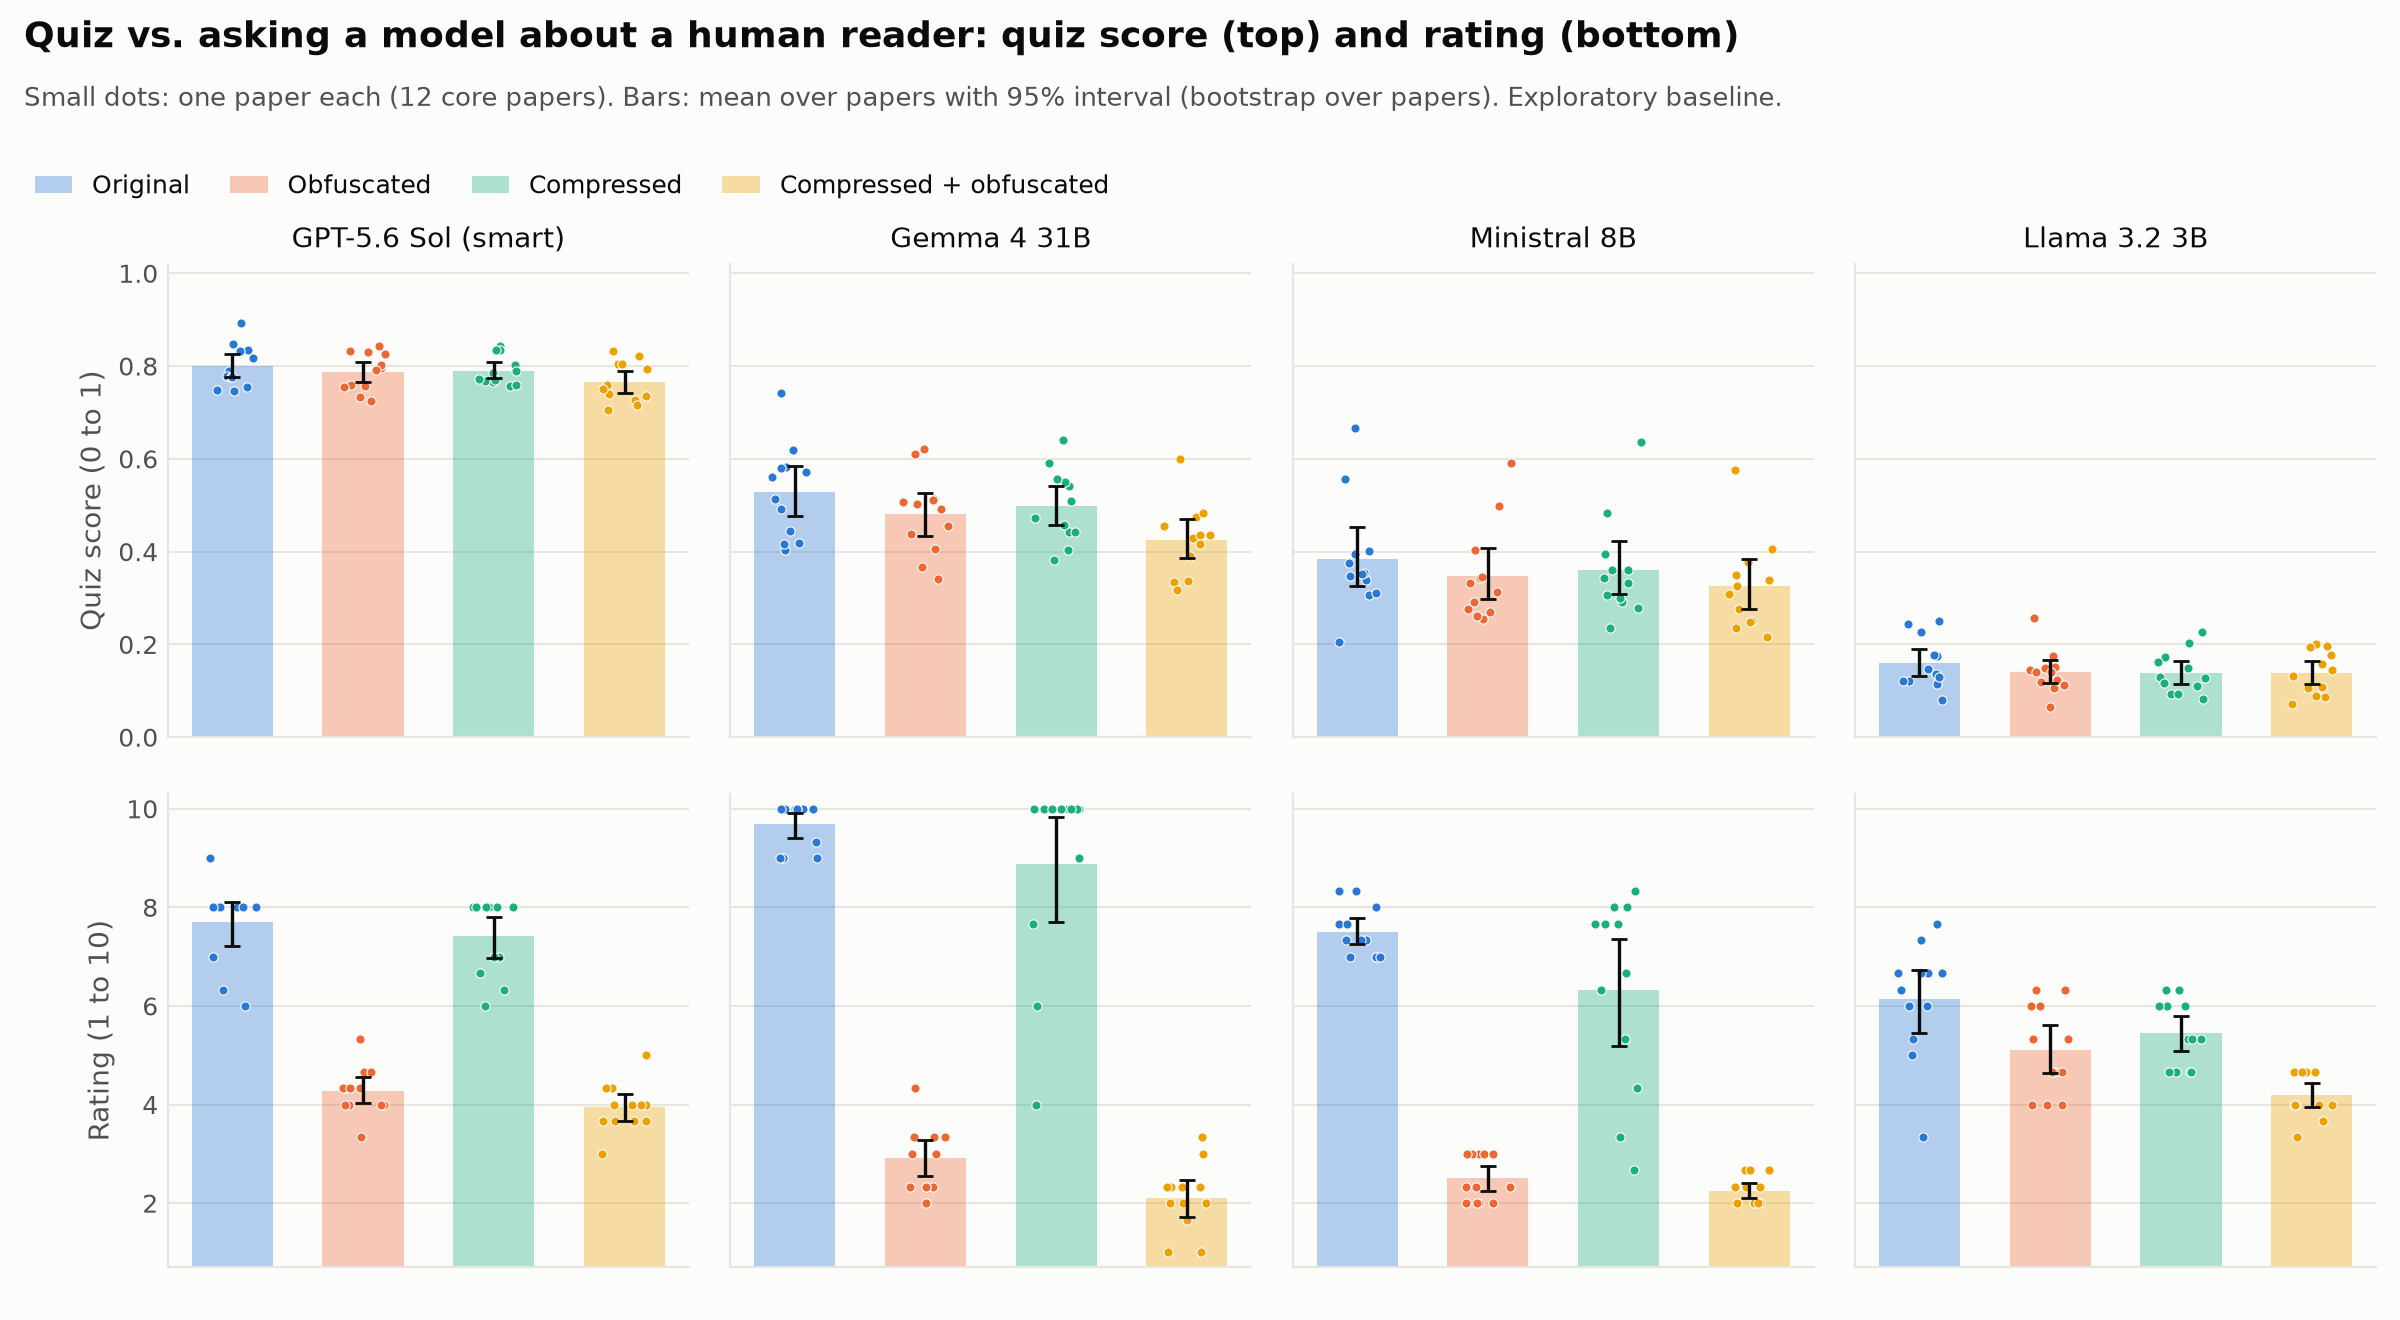 Quiz vs. asking a model about a human reader: quiz score (top) and rating (bottom)
Small dots: one paper each (12 core papers). Bars: mean over papers with 95% interval (bootstrap over papers). Exploratory baseline.
Original Obfuscated Compressed Compressed + obfuscated
GPT-5.6 Sol (smart) Gemma 4 31B Ministral 8B Llama 3.2 3B
Quiz score (0 to 1)
1.0
0.8
0.6
0.4
0.2
0.0
Rating (1 to 10)
10
8
6
4
2